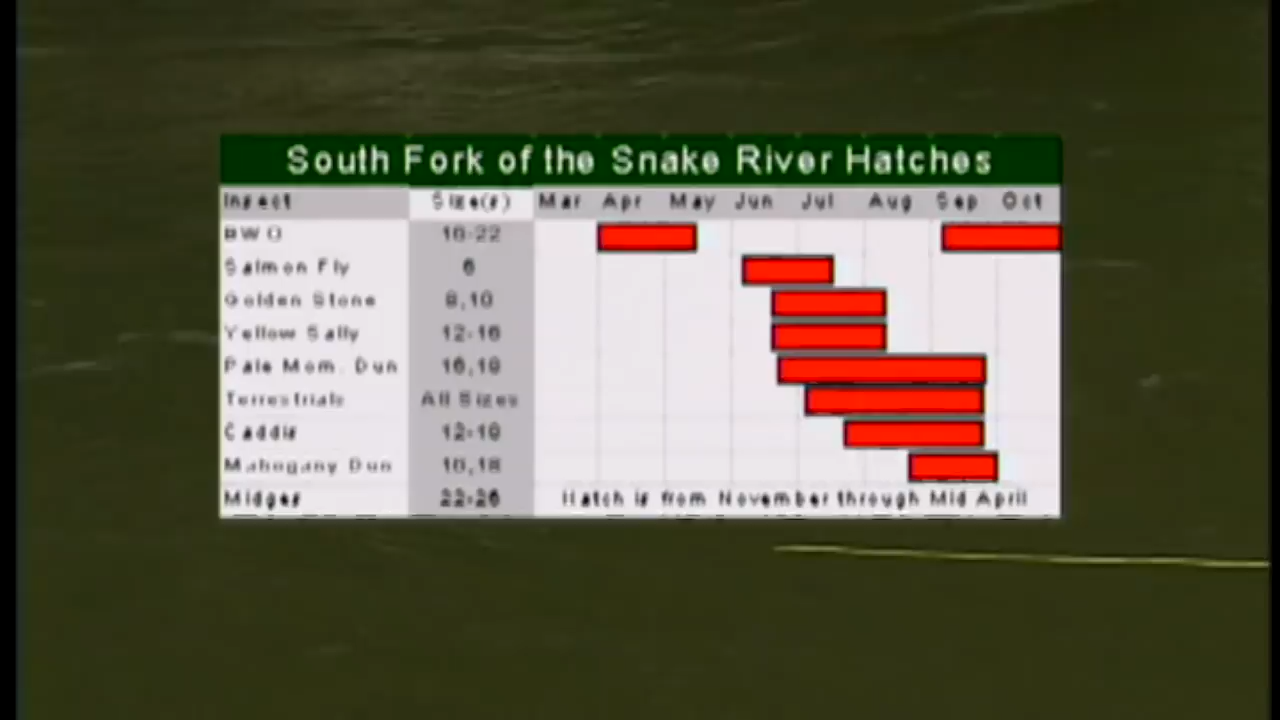 South Fork of the Snake River Hatches
Insect Size(#) Mar Apr May Jun Jul Aug Sep Oct
BWO 16-22
Salmon Fly 6
Golden Stone 8,10
Yellow Sally 12-16
Pale Mom. Dun 16,18
Terrestrials All Sizes
Caddis 12-18
Mahogany Dun 16,18
Midges 22-26 Hatch is from November through Mid April